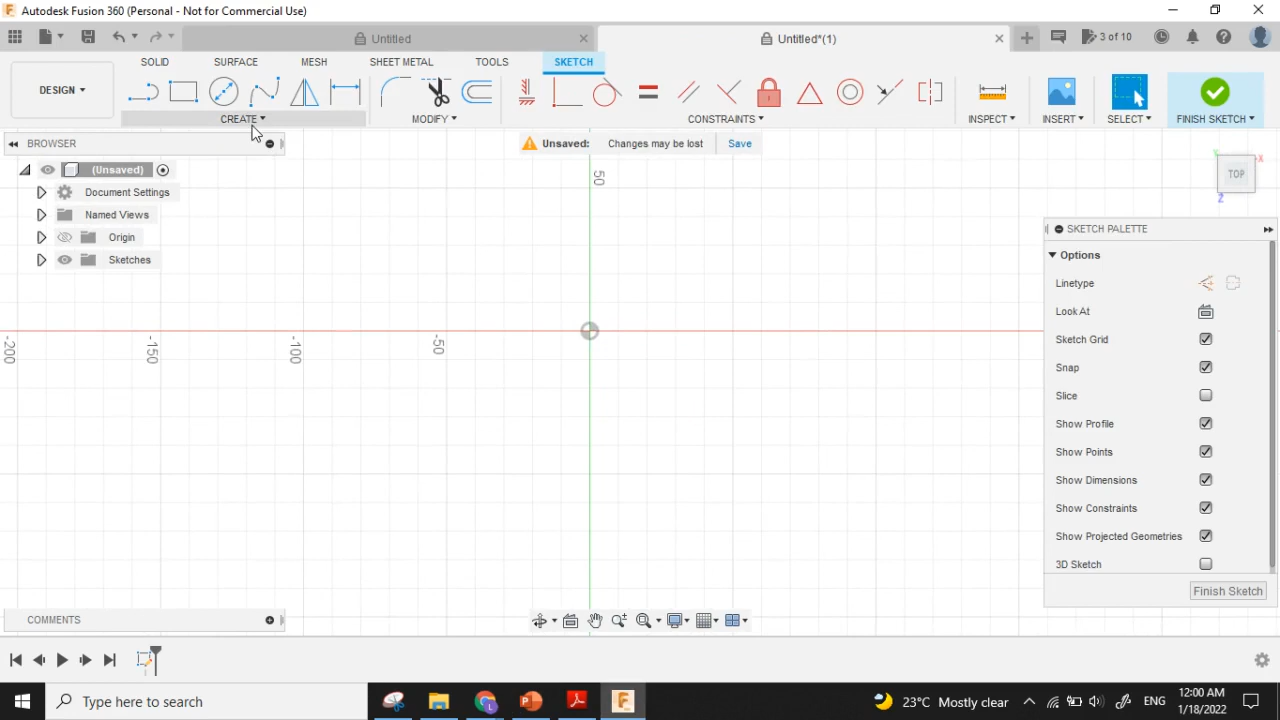 Autodesk Fusion 360 (Personal - Not for Commercial Use)
Untitled
Untitled*(1)
3 of 10
SOLID
SURFACE
MESH
SHEET METAL
TOOLS
SKETCH
DESIGN
CREATE
MODIFY
CONSTRAINTS
INSPECT
INSERT
SELECT
FINISH SKETCH
BROWSER
Unsaved: Changes may be lost
Save
(Unsaved)
Document Settings
Named Views
Origin
Sketches
50
TOP
X
Y
Z
-200
-150
-100
-50
SKETCH PALETTE
Options
Linetype
Look At
Sketch Grid
Snap
Slice
Show Profile
Show Points
Show Dimensions
Show Constraints
Show Projected Geometries
3D Sketch
Finish Sketch
COMMENTS
Type here to search
23°C Mostly clear
ENG
12:00 AM
1/18/2022